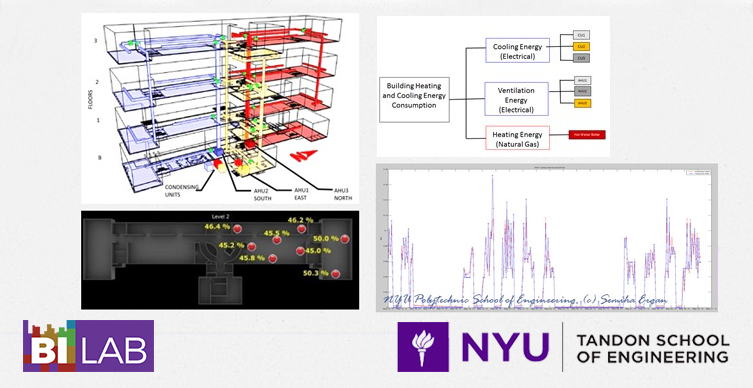 3
2
FLOORS
1
B
CONDENSING
UNITS
AHU2
SOUTH
AHU1
EAST
AHU3
NORTH
Building Heating
and Cooling Energy
Consumption
Cooling Energy
(Electrical)
CU1
CU2
CU3
Ventilation
Energy
(Electrical)
AHU1
AHU2
Heating Energy
(Natural Gas)
Hot Water Boiler
Level 2
46.4 %
46.2 %
45.5 %
50.0 %
45.2 %
45.0 %
45.8 %
50.3 %
NYU Polytechnic School of Engineering, (c) Semiha Ergan
BI LAB
NYU
TANDON SCHOOL
OF ENGINEERING